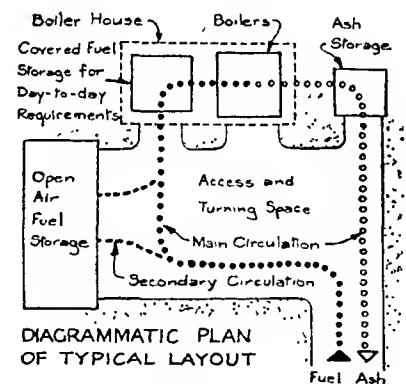 Boiler House
Boilers
Ash
Storage
Covered Fuel
Storage for
Day-to-day
Requirements
Open
Air
Fuel
Storage
Access and
Turning Space
Main Circulation
Secondary Circulation
DIAGRAMMATIC PLAN
OF TYPICAL LAYOUT
Fuel Ash